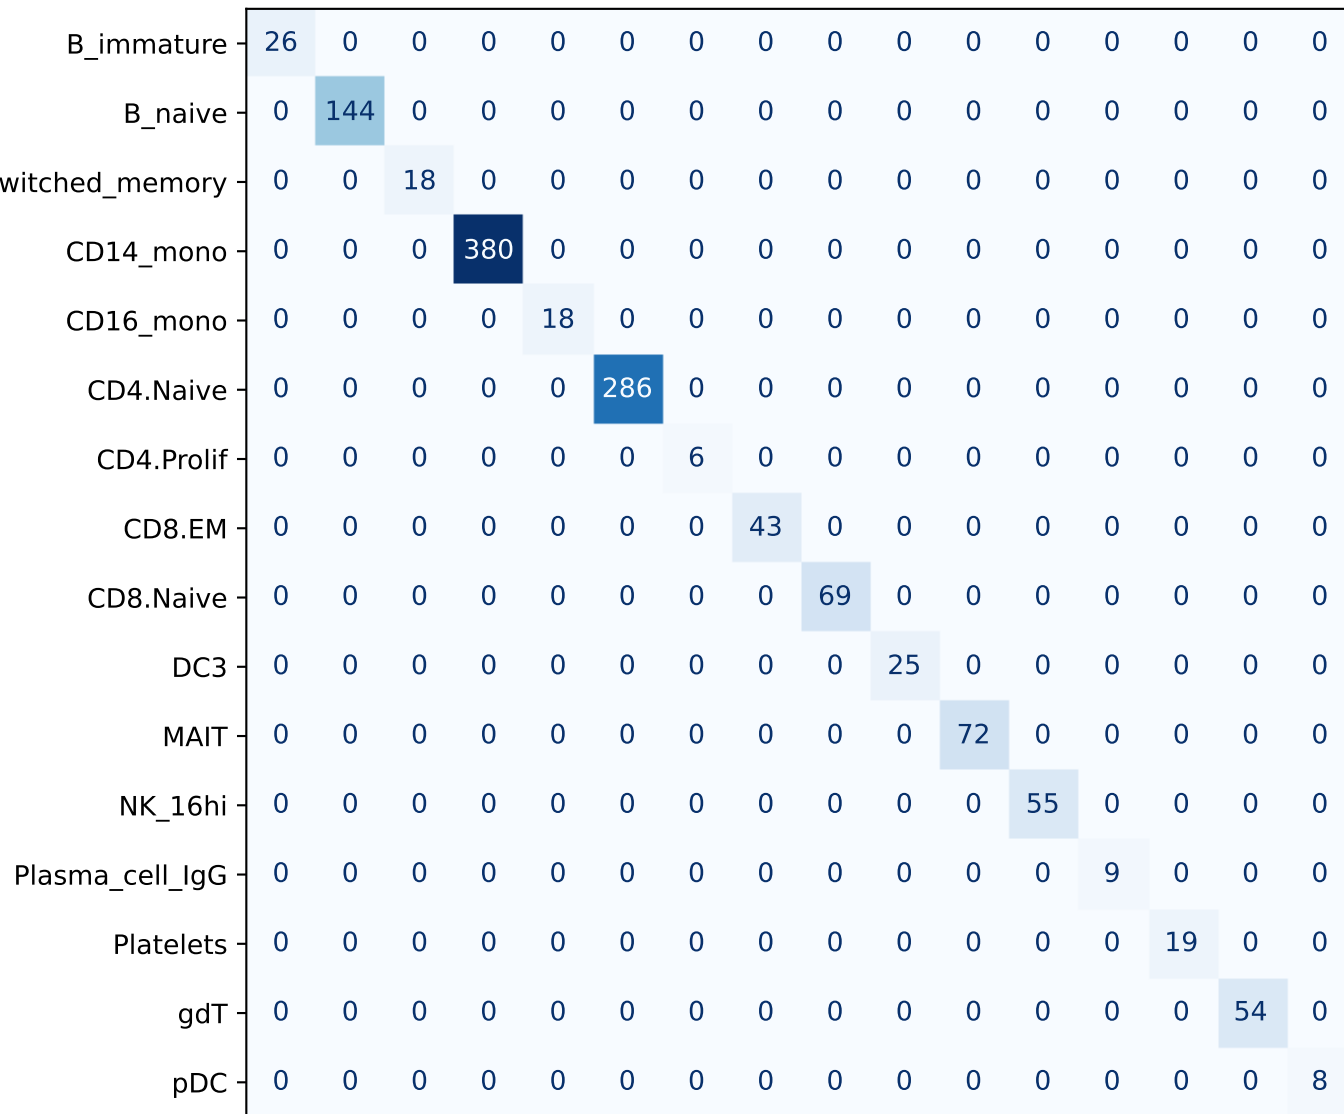 B_immature 26 0 0 0 0 0 0 0 0 0 0 0 0 0 0 0
B_naive 0 144 0 0 0 0 0 0 0 0 0 0 0 0 0 0
witched_memory 0 0 18 0 0 0 0 0 0 0 0 0 0 0 0 0
CD14_mono 0 0 0 380 0 0 0 0 0 0 0 0 0 0 0 0
CD16_mono 0 0 0 0 18 0 0 0 0 0 0 0 0 0 0 0
CD4.Naive 0 0 0 0 0 286 0 0 0 0 0 0 0 0 0 0
CD4.Prolif 0 0 0 0 0 0 6 0 0 0 0 0 0 0 0 0
CD8.EM 0 0 0 0 0 0 0 43 0 0 0 0 0 0 0 0
CD8.Naive 0 0 0 0 0 0 0 0 69 0 0 0 0 0 0 0
DC3 0 0 0 0 0 0 0 0 0 25 0 0 0 0 0 0
MAIT 0 0 0 0 0 0 0 0 0 0 72 0 0 0 0 0
NK_16hi 0 0 0 0 0 0 0 0 0 0 0 55 0 0 0 0
Plasma_cell_IgG 0 0 0 0 0 0 0 0 0 0 0 0 9 0 0 0
Platelets 0 0 0 0 0 0 0 0 0 0 0 0 0 19 0 0
gdT 0 0 0 0 0 0 0 0 0 0 0 0 0 0 54 0
pDC 0 0 0 0 0 0 0 0 0 0 0 0 0 0 0 8